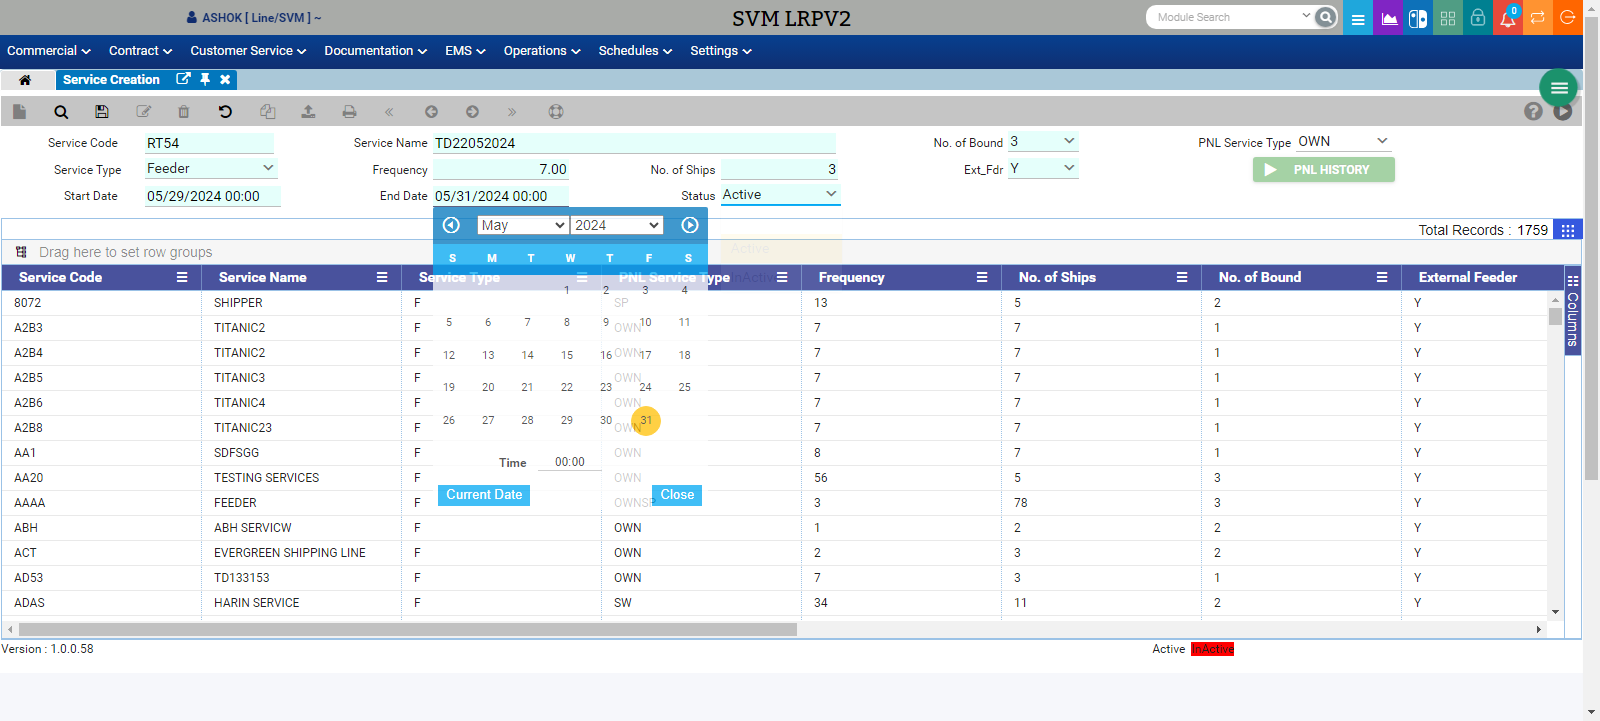 ASHOK [ Line/SVM ] ~ SVM LRPV2 Module Search 0
Commercial Contract Customer Service Documentation EMS Operations Schedules Settings
Service Creation
Service Code RT54 Service Name TD22052024 No. of Bound 3 PNL Service Type OWN
Service Type Feeder Frequency 7.00 No. of Ships 3 Ext_Fdr Y PNL HISTORY
Start Date 05/29/2024 00:00 End Date 05/31/2024 00:00 Status Active
May 2024 Total Records : 1759
Active
Drag here to set row groups
S M T W T F S
Service Code Service Name Service Type PNL Service Type InActive Frequency No. of Ships No. of Bound External Feeder
Columns
1 2 3 4
8072 SHIPPER F SP 13 5 2 Y
5 6 7 8 9 10 11
A2B3 TITANIC2 F OWN 7 7 1 Y
12 13 14 15 16 17 18
A2B4 TITANIC2 F OWN 7 7 1 Y
A2B5 TITANIC3 F OWN 7 7 1 Y
19 20 21 22 23 24 25
A2B6 TITANIC4 F OWN 7 7 1 Y
26 27 28 29 30 31
A2B8 TITANIC23 F OWN 7 7 1 Y
AA1 SDFSGG F OWN 8 7 1 Y
Time 00:00
AA20 TESTING SERVICES F OWN 56 5 3 Y
Current Date Close
AAAA FEEDER F OWNSP 3 78 3 Y
ABH ABH SERVICW F OWN 1 2 2 Y
ACT EVERGREEN SHIPPING LINE F OWN 2 3 2 Y
AD53 TD133153 F OWN 7 3 1 Y
ADAS HARIN SERVICE F SW 34 11 2 Y
Version : 1.0.0.58 Active InActive